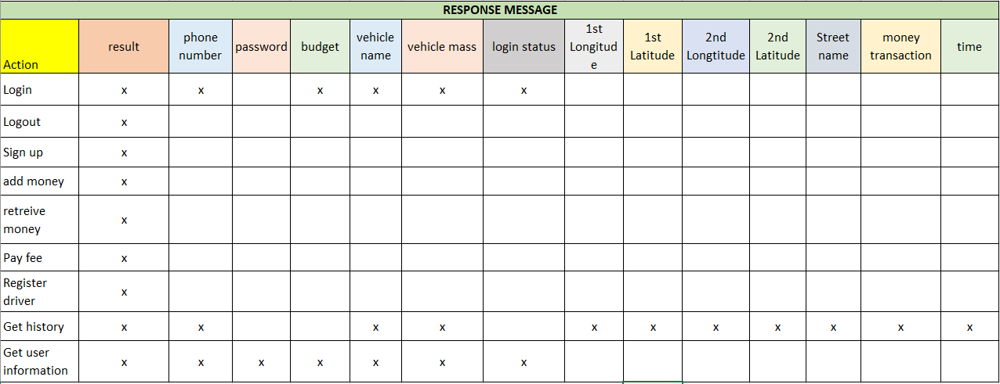 RESPONSE MESSAGE
Action result phone number password budget vehicle name vehicle mass login status 1st Longitud e 1st Latitude 2nd Longtitude 2nd Latitude Street name money transaction time
Login x x x x x x
Logout x
Sign up x
add money x
retreive money x
Pay fee x
Register driver x
Get history x x x x x x x x x x x
Get user information x x x x x x x